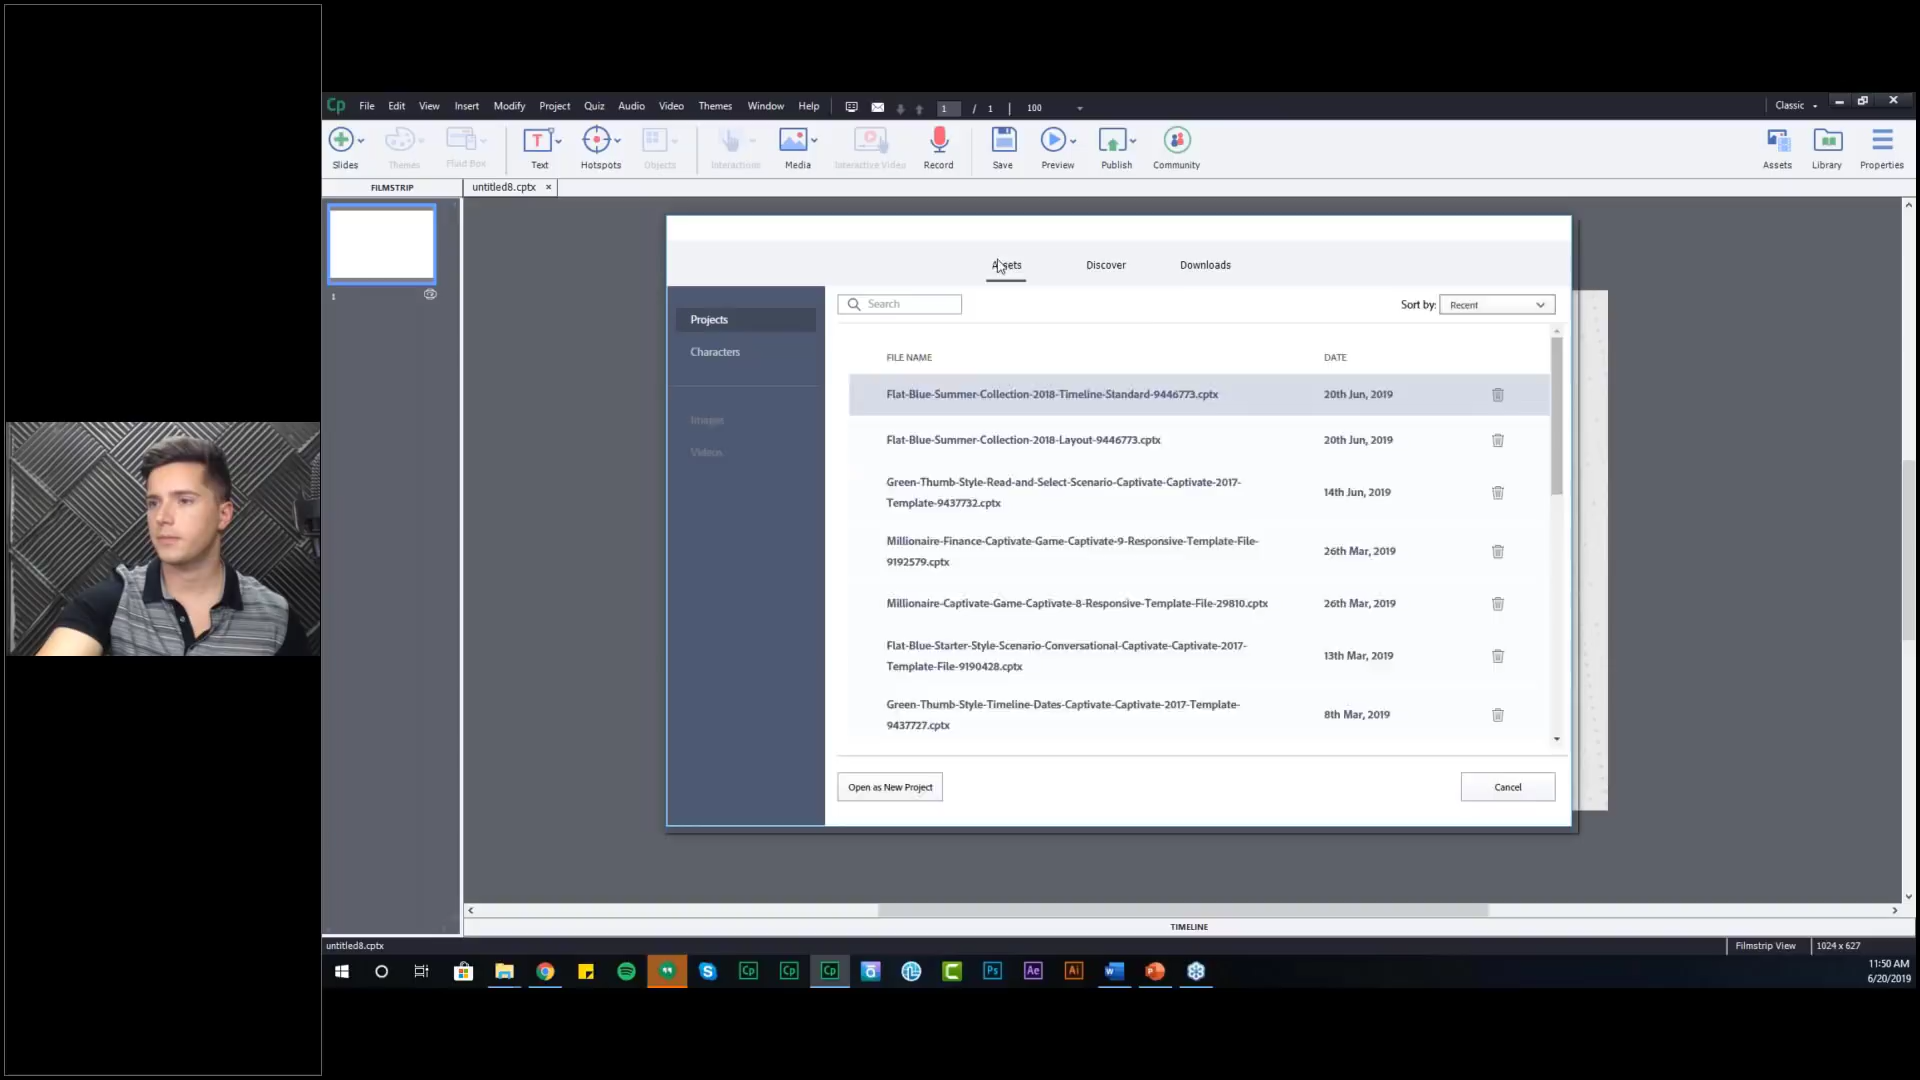 Cp File Edit View Insert Modify Project Quiz Audio Video Themes Window Help 1 / 1 | 100 Classic
Slides Themes Fluid Box Text Hotspots Objects Interactions Media Interactive Video Record Save Preview Publish Community Assets Library Properties
FILMSTRIP untitled8.cptx ×
1
Assets Discover Downloads
Projects
Characters
Images
Videos
Search Sort by: Recent
FILE NAME DATE
Flat-Blue-Summer-Collection-2018-Timeline-Standard-9446773.cptx 20th Jun, 2019
Flat-Blue-Summer-Collection-2018-Layout-9446773.cptx 20th Jun, 2019
Green-Thumb-Style-Read-and-Select-Scenario-Captivate-Captivate-2017-
Template-9437732.cptx 14th Jun, 2019
Millionaire-Finance-Captivate-Game-Captivate-9-Responsive-Template-File-
9192579.cptx 26th Mar, 2019
Millionaire-Captivate-Game-Captivate-8-Responsive-Template-File-29810.cptx 26th Mar, 2019
Flat-Blue-Starter-Style-Scenario-Conversational-Captivate-Captivate-2017-
Template-File-9190428.cptx 13th Mar, 2019
Green-Thumb-Style-Timeline-Dates-Captivate-Captivate-2017-Template-
9437727.cptx 8th Mar, 2019
Open as New Project Cancel
TIMELINE
untitled8.cptx Filmstrip View 1024 x 627
Cp Cp Cp Ps Ae Ai 11:50 AM
6/20/2019